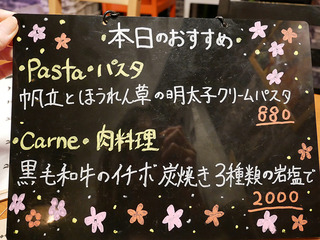 本日のおすすめ
・Pasta・パスタ
帆立とほうれん草の明太子クリームパスタ
880
・Carne・肉料理
黒毛和牛のイチボ 炭焼き 3種類の岩塩で
2000